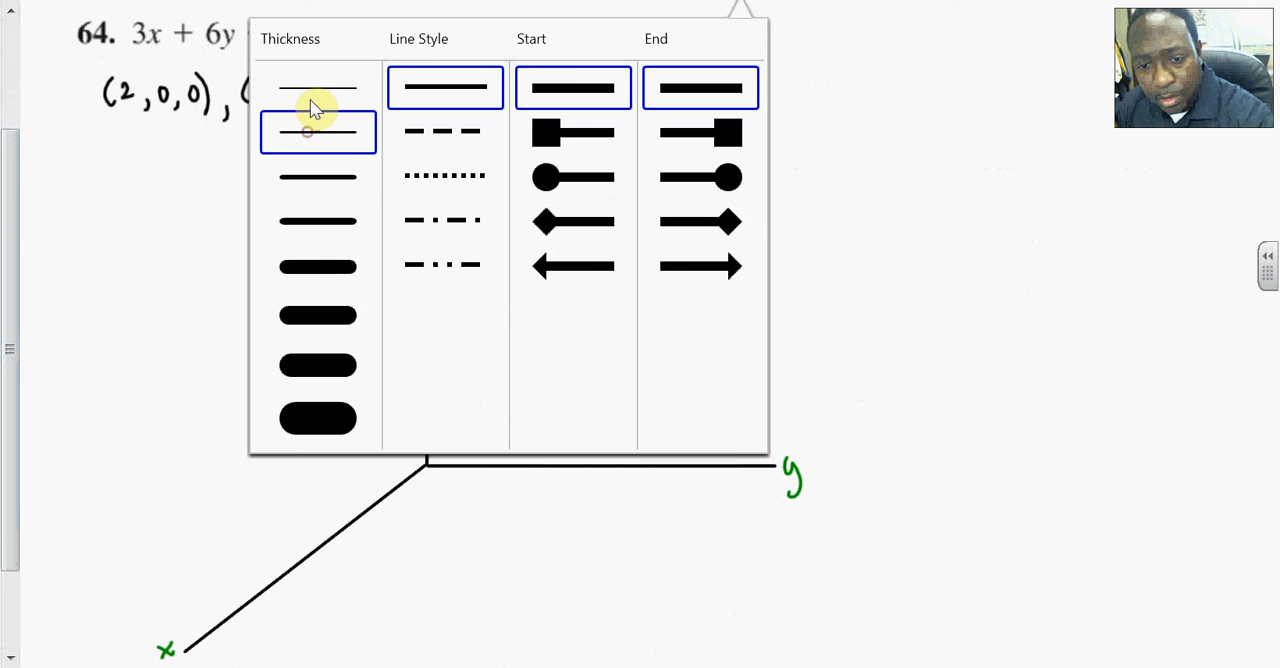 64. 3x + 6y
(2,0,0), (
Thickness Line Style Start End
y
x